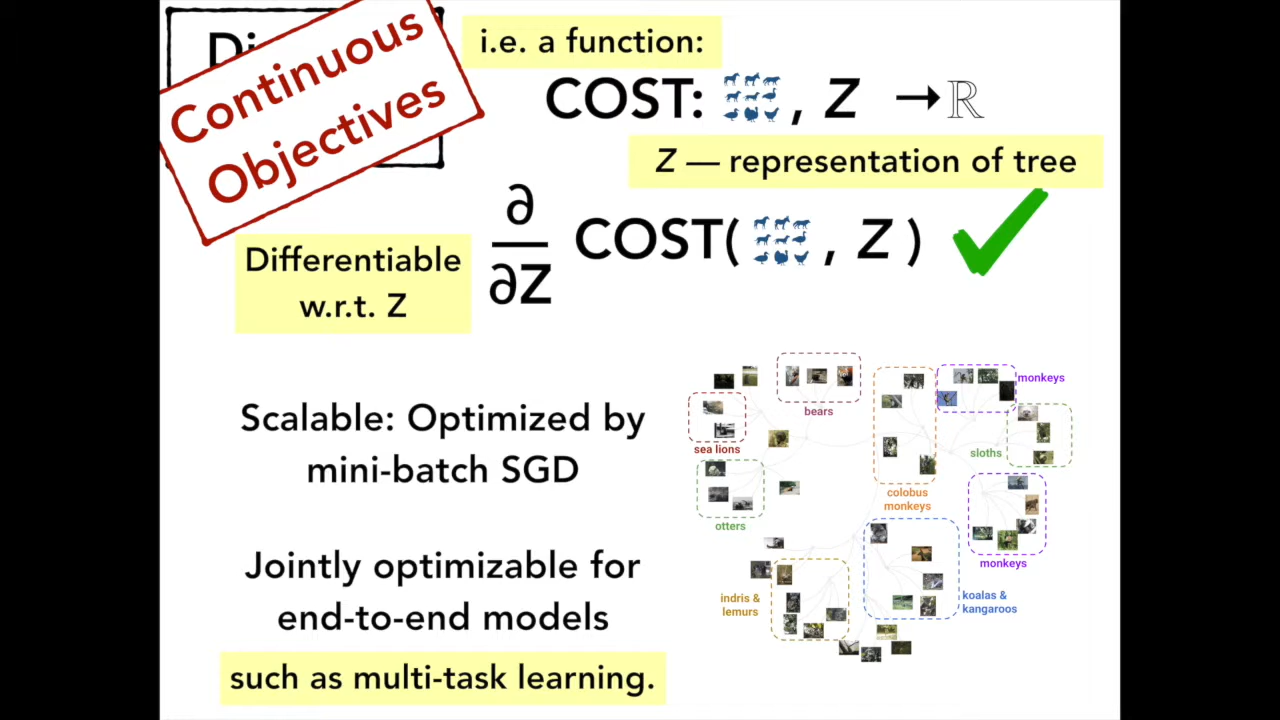 Di
Continuous
Objectives
i.e. a function:
COST: , Z → ℝ
Z — representation of tree
Differentiable
w.r.t. Z
∂
∂Z
COST( , Z )
Scalable: Optimized by
mini-batch SGD
Jointly optimizable for
end-to-end models
such as multi-task learning.
bears
monkeys
sea lions
sloths
otters
colobus
monkeys
monkeys
indris &
lemurs
koalas &
kangaroos